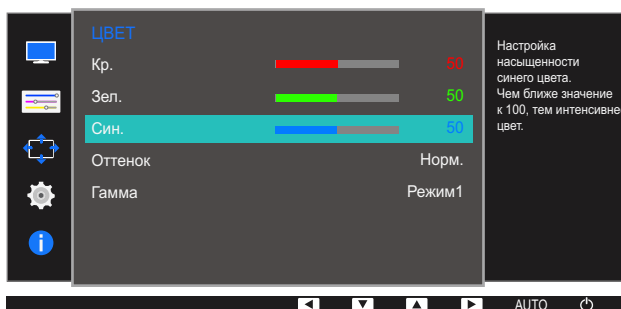 ЦВЕТ
Кр. 50
Зел. 50
Син. 50
Оттенок Норм.
Гамма Режим1
Настройка
насыщенности
синего цвета.
Чем ближе значение
к 100, тем интенсивне
цвет.
AUTO